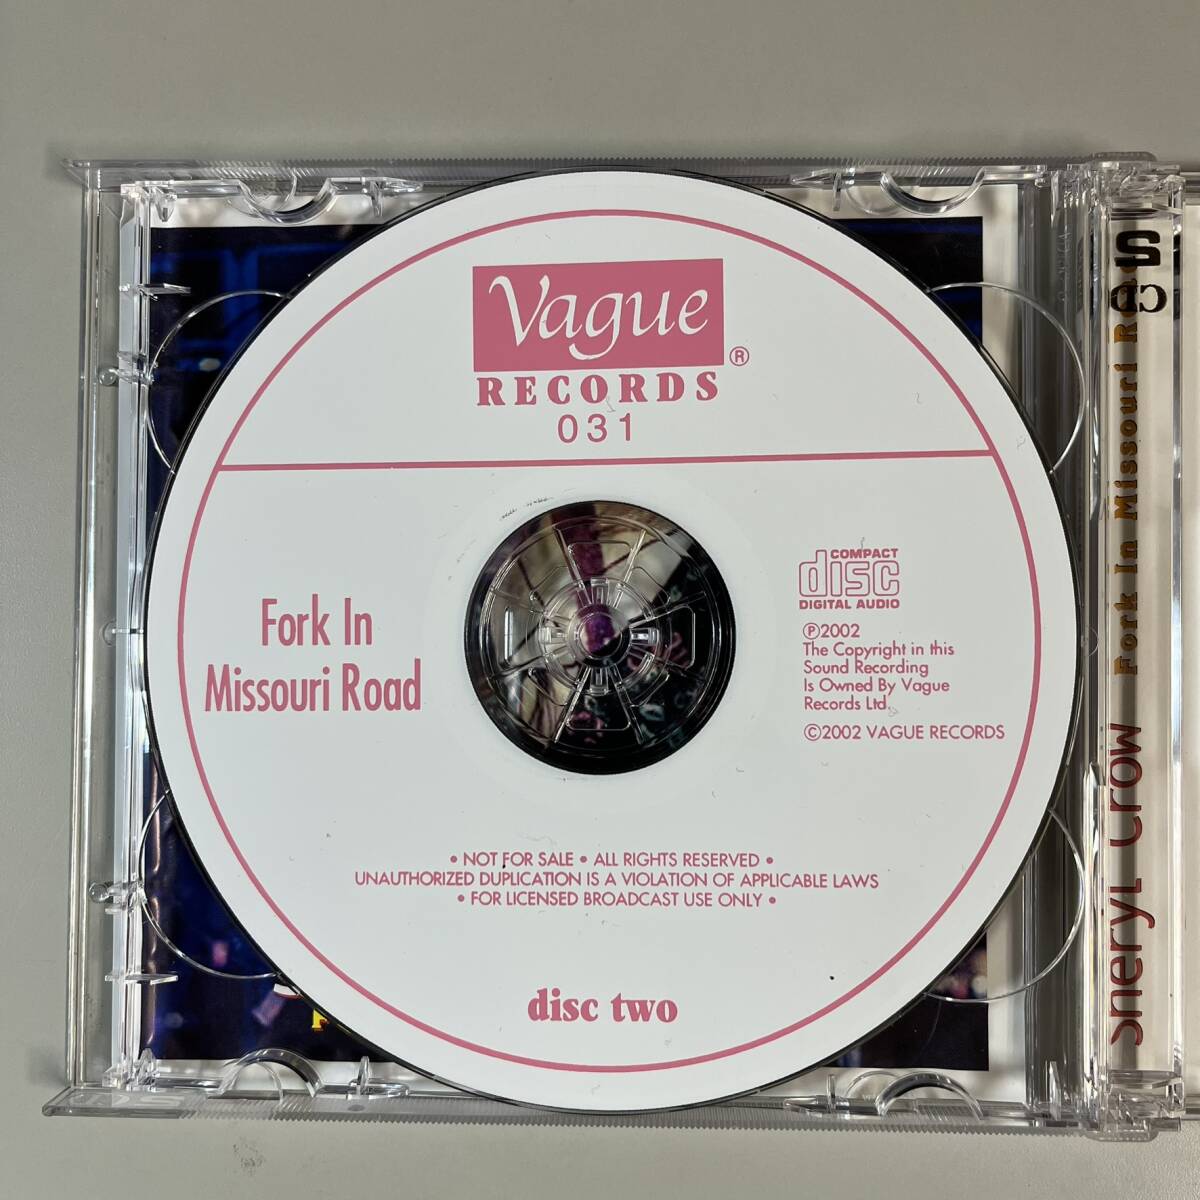 Vague
®
RECORDS
031
Fork In
Missouri Road
COMPACT
disc
DIGITAL AUDIO
℗2002
The Copyright in this
Sound Recording
Is Owned By Vague
Records Ltd.
©2002 VAGUE RECORDS
• NOT FOR SALE • ALL RIGHTS RESERVED •
UNAUTHORIZED DUPLICATION IS A VIOLATION OF APPLICABLE LAWS
• FOR LICENSED BROADCAST USE ONLY •
disc two
Sheryl Crow Fork In Missouri Road